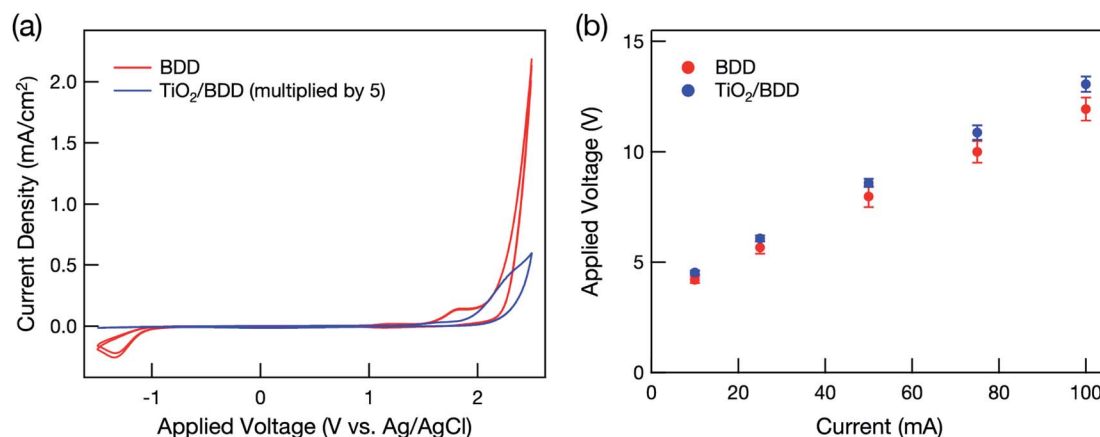 (a)
BDD
TiO₂/BDD (multiplied by 5)
2.0
1.5
1.0
0.5
0.0
Current Density (mA/cm²)
-1
0
1
2
Applied Voltage (V vs. Ag/AgCl)
(b)
BDD
TiO₂/BDD
15
10
5
0
Applied Voltage (V)
0
20
40
60
80
100
Current (mA)